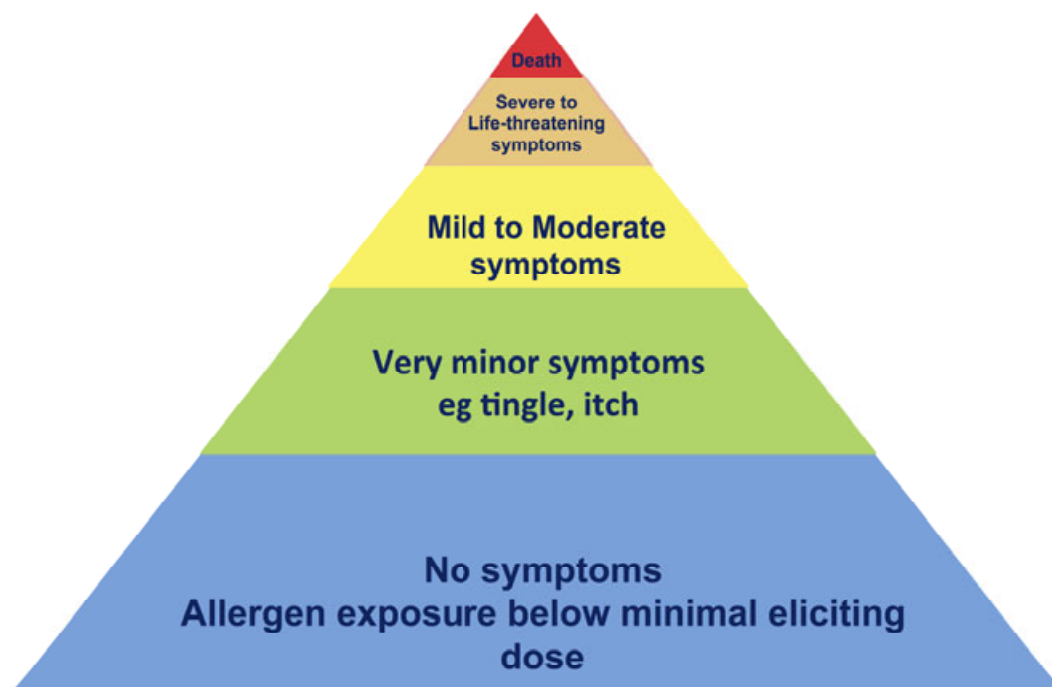 Death
Severe to
Life-threatening
symptoms
Mild to Moderate
symptoms
Very minor symptoms
eg tingle, itch
No symptoms
Allergen exposure below minimal eliciting
dose